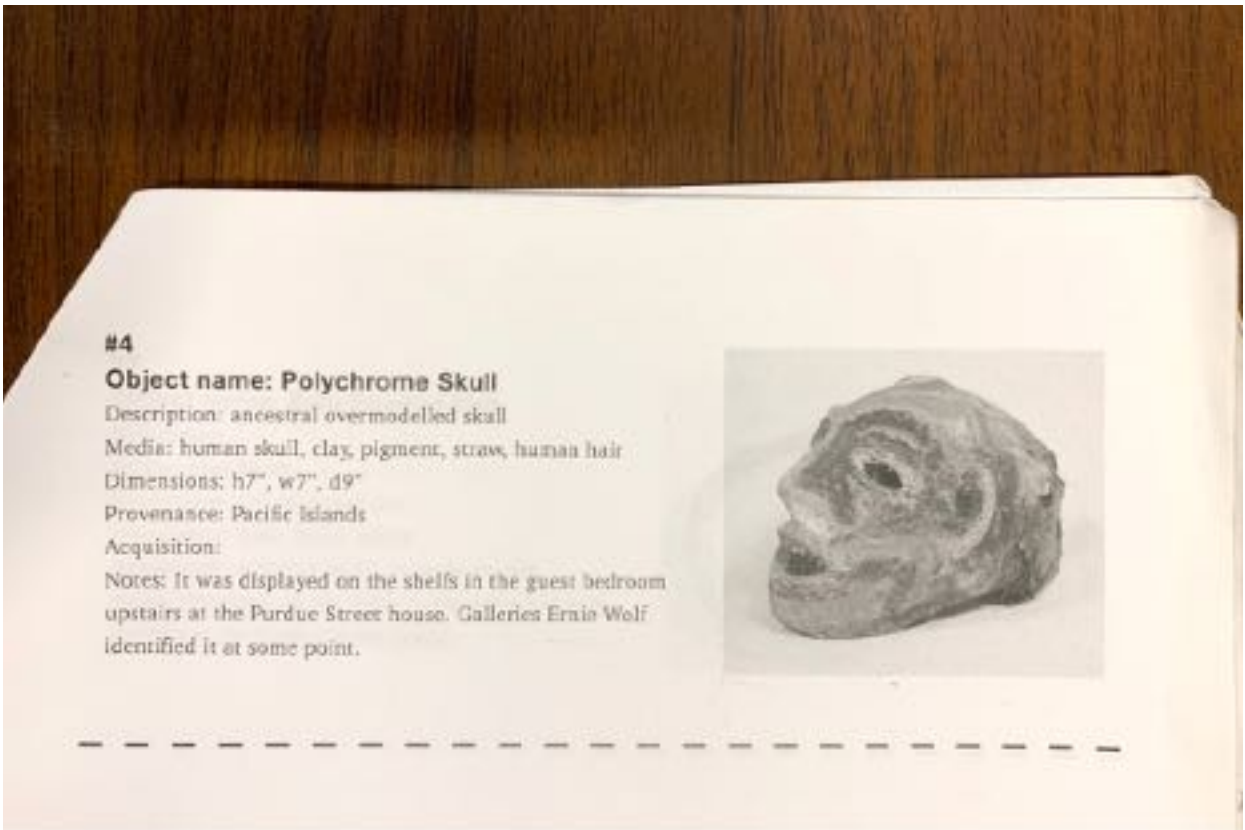 #4
Object name: Polychrome Skull
Description: ancestral overmodelled skull
Media: human skull, clay, pigment, straw, human hair
Dimensions: h7", w7", d9"
Provenance: Pacific Islands
Acquisition:
Notes: It was displayed on the shelfs in the guest bedroom
upstairs at the Purdue Street house. Galleries Ernie Wolf
identified it at some point.